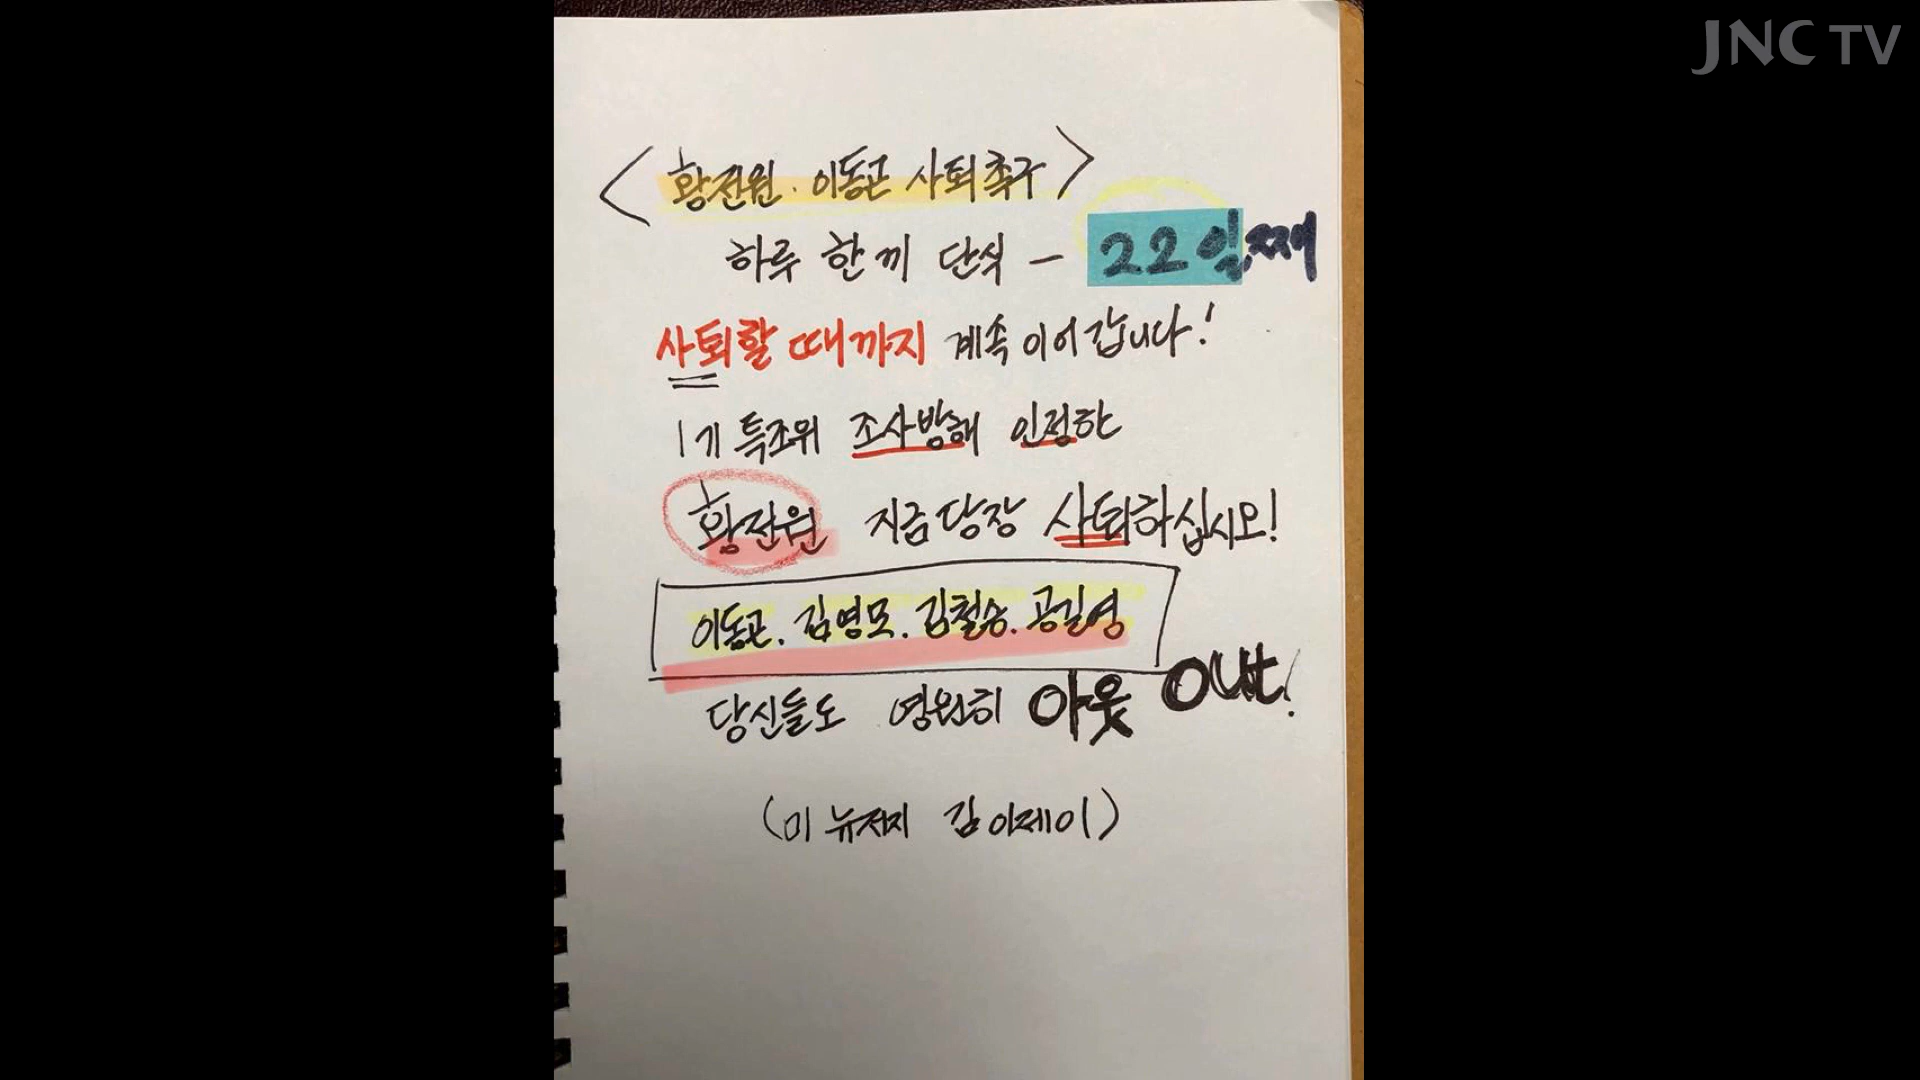 JNC TV
<황전원·이동곤 사퇴촉구>
하루 한끼 단식 - 22일째
사퇴할 때까지 계속 이어갑니다!
1기 특조위 조사방해 인정한
황전원 지금당장 사퇴하십시오!
이동곤. 김영모. 김철승. 공길영
당신들도 영원히 아웃 OUt!
(미 뉴저지 김이제이)